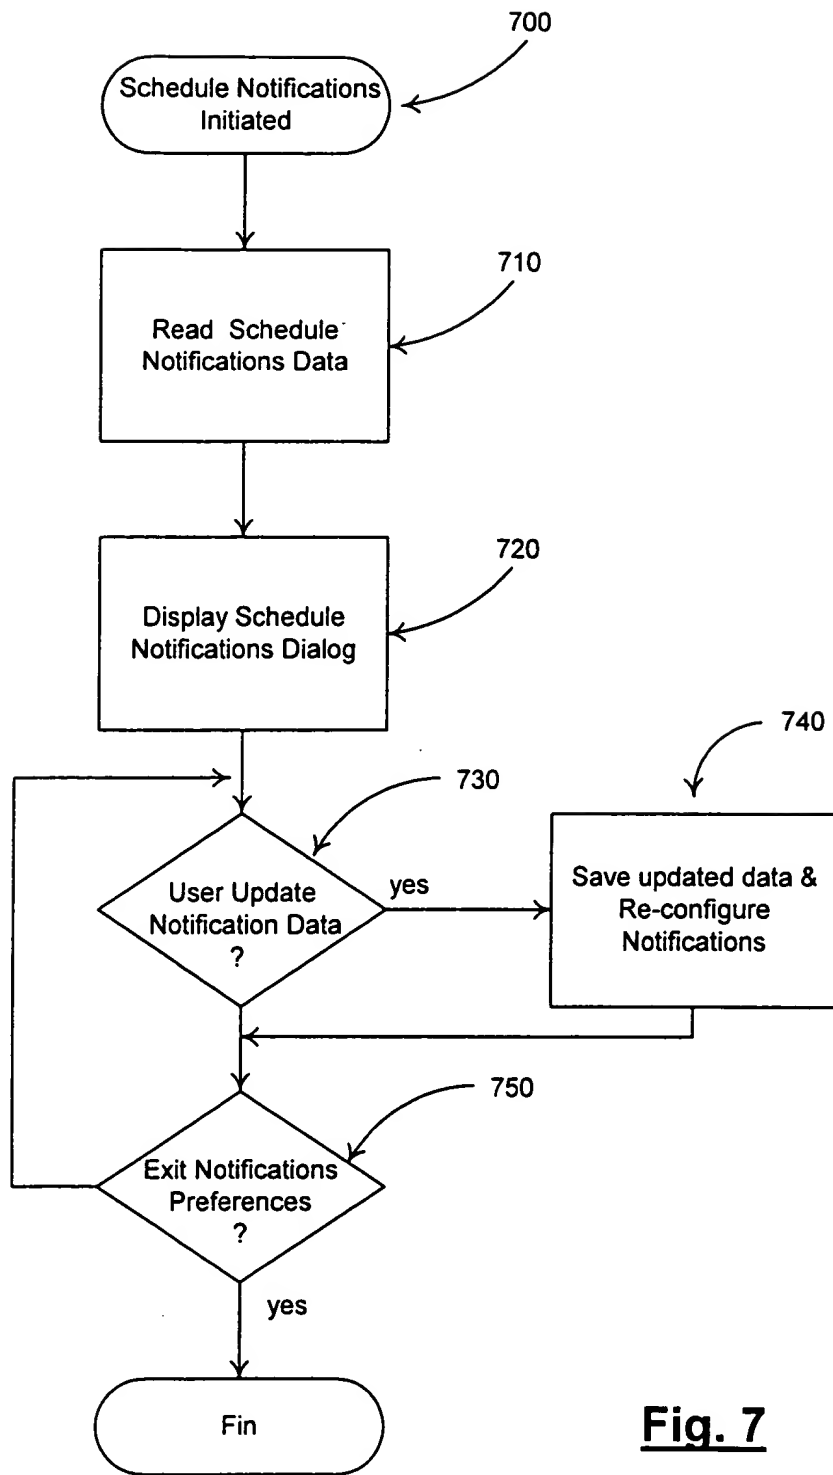 700
Schedule Notifications
Initiated
710
Read Schedule
Notifications Data
720
Display Schedule
Notifications Dialog
740
730
User Update
Notification Data
?
yes
Save updated data &
Re-configure
Notifications
750
Exit Notifications
Preferences
?
yes
Fin
Fig. 7